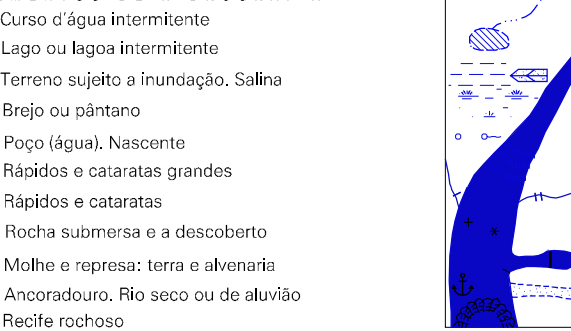 Curso d'água intermitente
Lago ou lagoa intermitente
Terreno sujeito a inundação. Salina
Brejo ou pântano
Poço (água). Nascente
Rápidos e cataratas grandes
Rápidos e cataratas
Rocha submersa e a descoberto
Molhe e represa: terra e alvenaria
Ancoradouro. Rio seco ou de aluvião
Recife rochoso